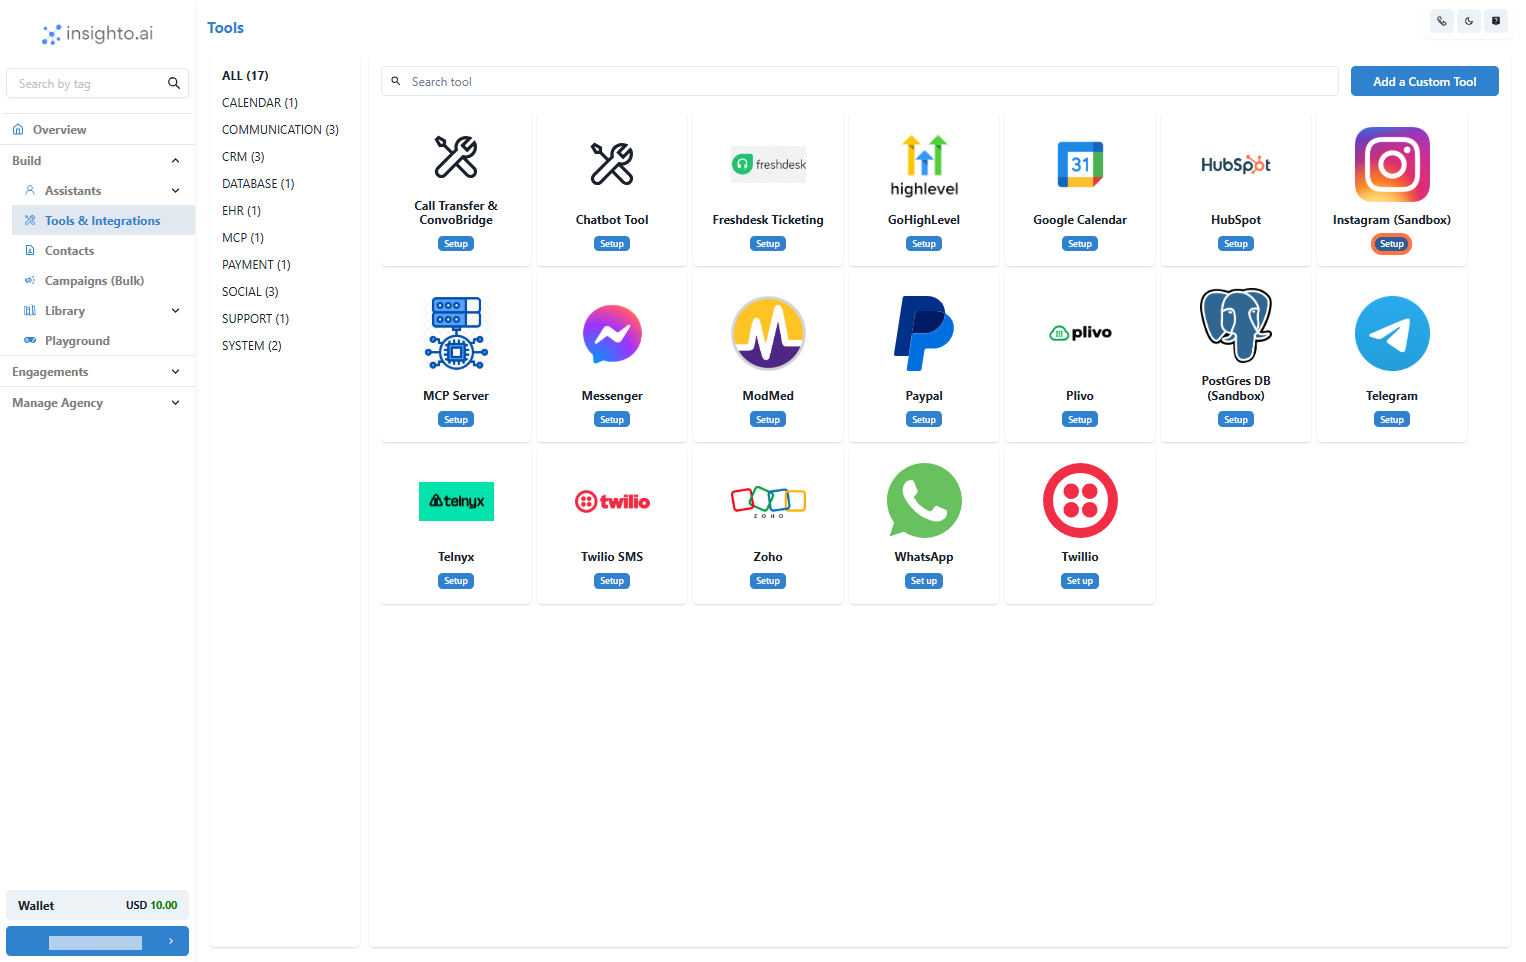 insighto.ai
Search by tag
Overview
Build
Assistants
Tools & Integrations
Contacts
Campaigns (Bulk)
Library
Playground
Engagements
Manage Agency
Wallet
USD 10.00
Tools
ALL (17)
CALENDAR (1)
COMMUNICATION (3)
CRM (3)
DATABASE (1)
EHR (1)
MCP (1)
PAYMENT (1)
SOCIAL (3)
SUPPORT (1)
SYSTEM (2)
Search tool
Add a Custom Tool
Call Transfer &
ConvoBridge
Setup
Chatbot Tool
Setup
freshdesk
Freshdesk Ticketing
Setup
highlevel
GoHighLevel
Setup
31
Google Calendar
Setup
HubSpot
HubSpot
Setup
Instagram (Sandbox)
Setup
MCP Server
Setup
Messenger
Setup
ModMed
Setup
Paypal
Setup
plivo
Plivo
Setup
PostGres DB
(Sandbox)
Setup
Telegram
Setup
telnyx
Telnyx
Setup
twilio
Twilio SMS
Setup
ZOHO
Zoho
Setup
WhatsApp
Set up
Twillio
Set up